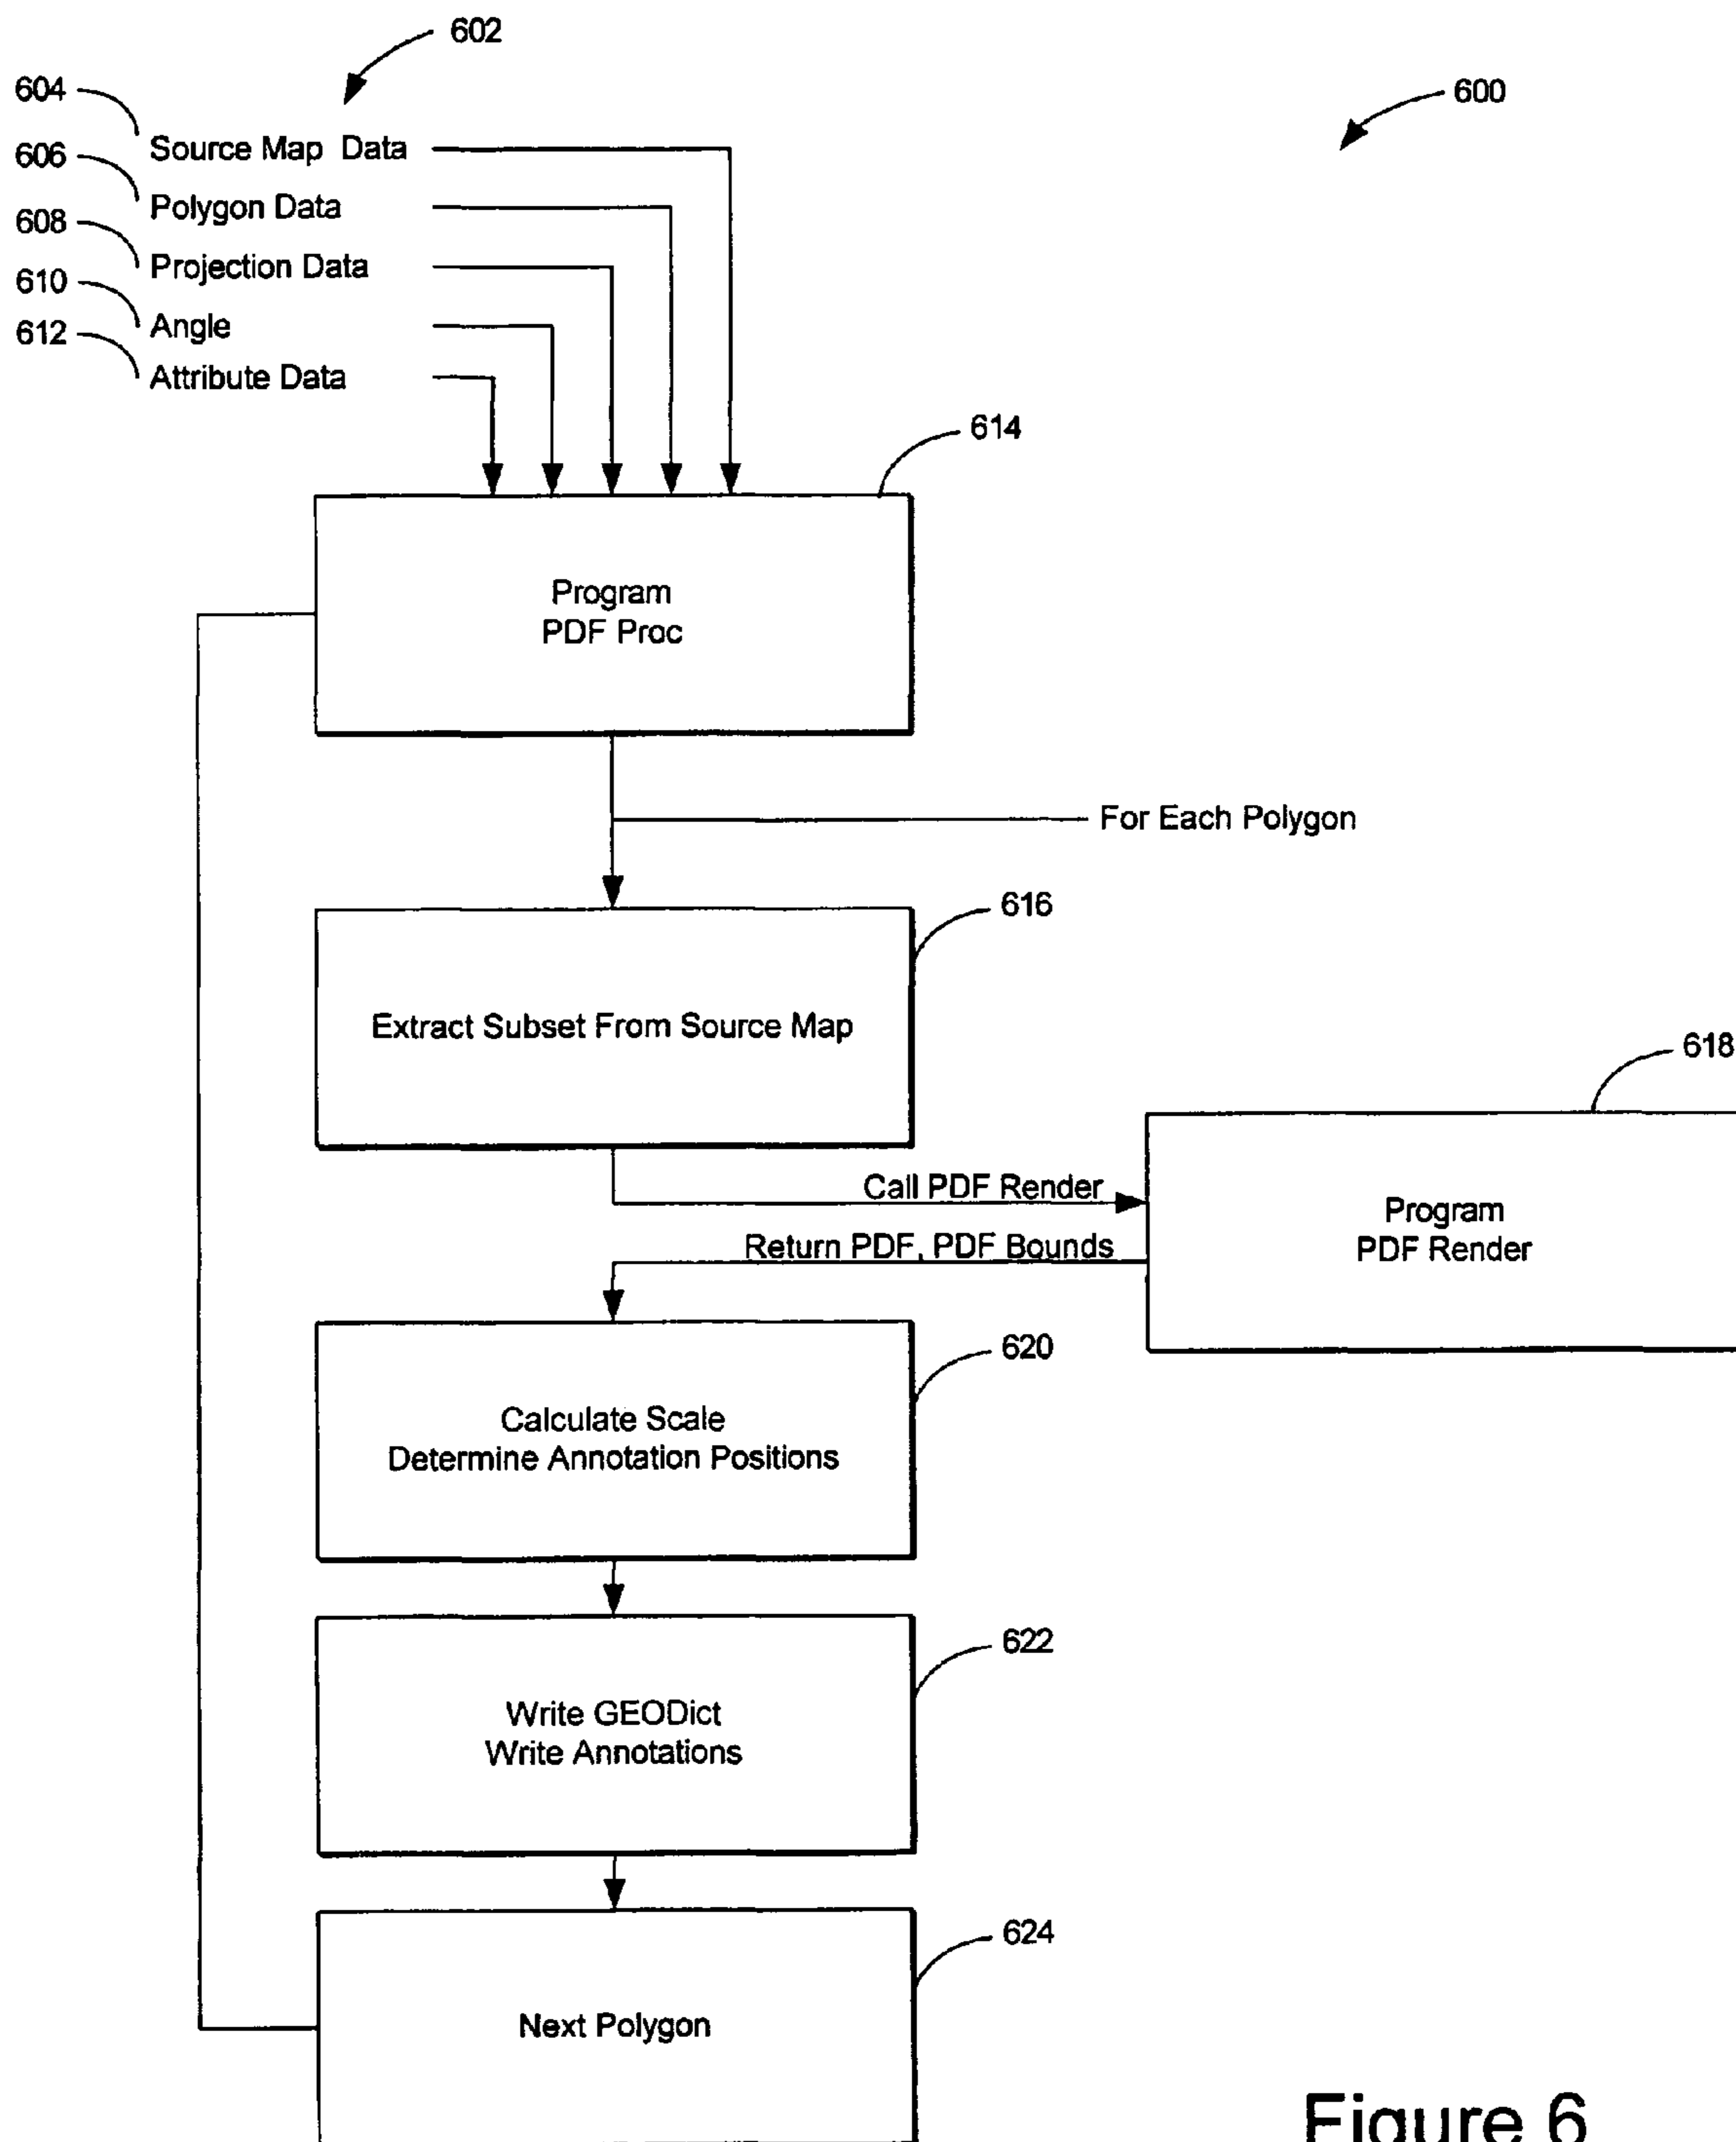 602
600
604
Source Map Data
606
Polygon Data
608
Projection Data
610
Angle
612
Attribute Data
614
Program
PDF Proc
For Each Polygon
616
Extract Subset From Source Map
618
Call PDF Render
Program
PDF Render
Return PDF, PDF Bounds
620
Calculate Scale
Determine Annotation Positions
622
Write GEODict
Write Annotations
624
Next Polygon
Figure 6